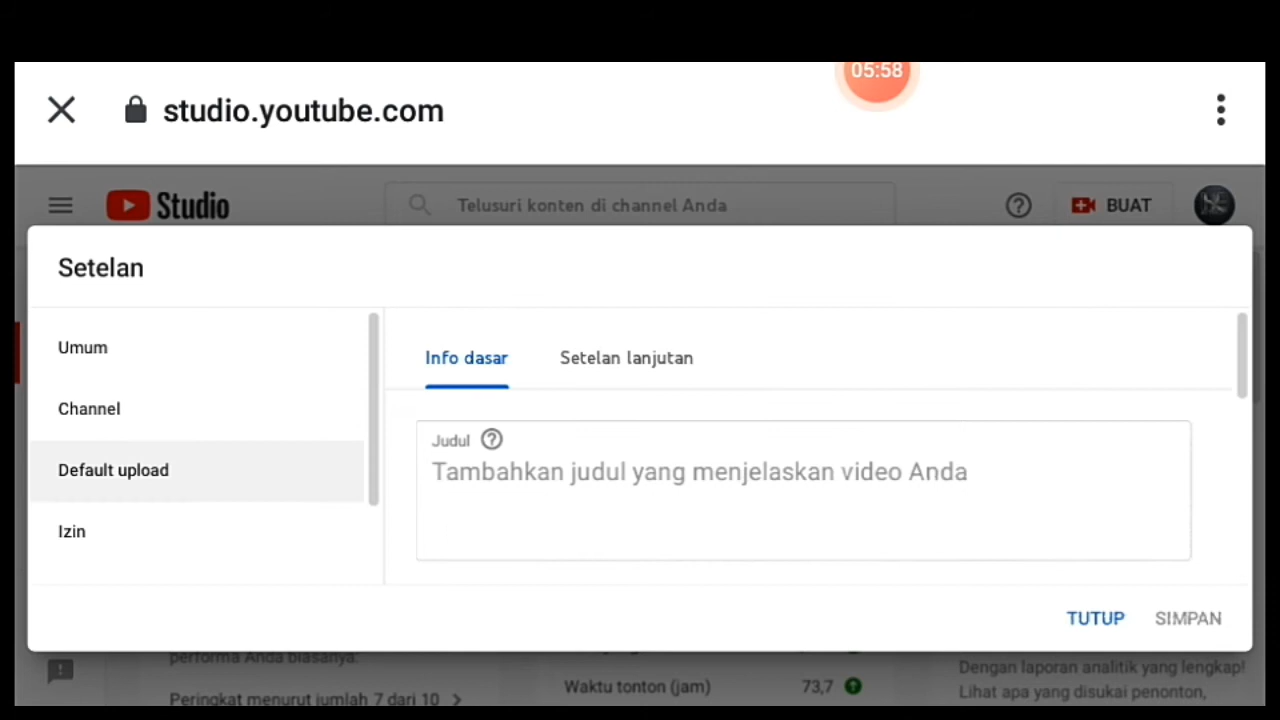 05:58
studio.youtube.com
Studio
Telusuri konten di channel Anda
BUAT
Setelan
Umum
Channel
Default upload
Izin
Info dasar
Setelan lanjutan
Judul
Tambahkan judul yang menjelaskan video Anda
TUTUP
SIMPAN
performa Anda biasanya.
Peringkat menurut jumlah 7 dari 10
Waktu tonton (jam) 73,7
Dengan laporan analitik yang lengkap!
Lihat apa yang disukai penonton,